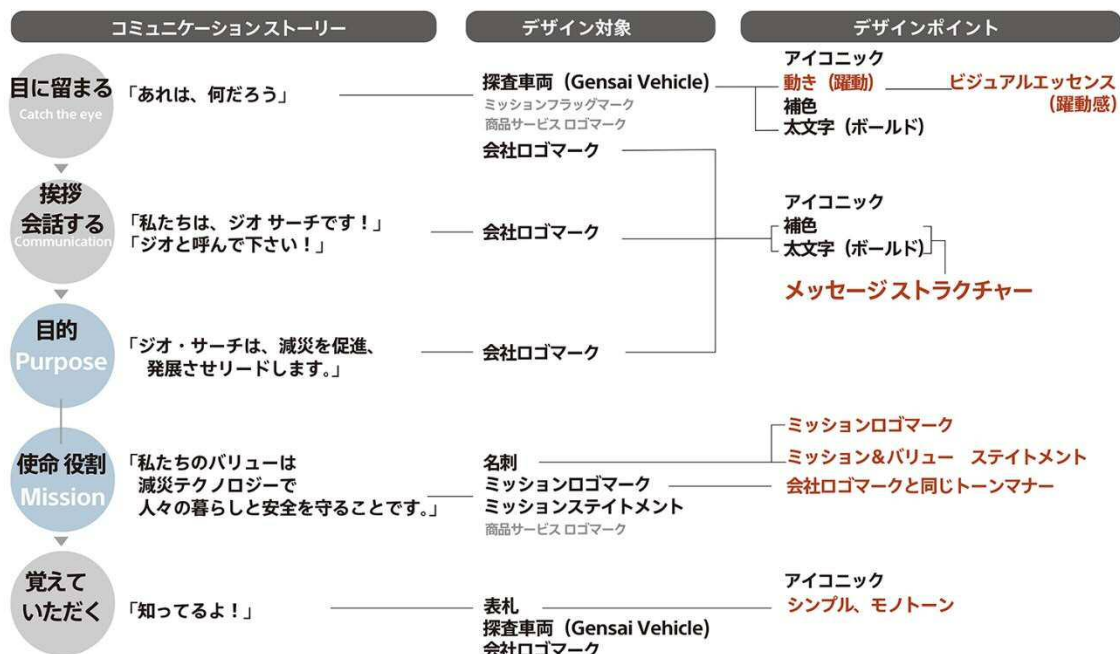 コミュニケーションストーリー
デザイン対象
デザインポイント
目に留まる
Catch the eye
「あれは、何だろう」
探査車両（Gensai Vehicle）
ミッションフラッグマーク
商品サービス ロゴマーク
会社ロゴマーク
アイコニック
動き（躍動）
補色
太文字（ボールド）
ビジュアルエッセンス
（躍動感）
挨拶
会話する
Communication
「私たちは、ジオ サーチです！」
「ジオと呼んで下さい！」
会社ロゴマーク
アイコニック
補色
太文字（ボールド）
メッセージ ストラクチャー
目的
Purpose
「ジオ・サーチは、減災を促進、
発展させリードします。」
会社ロゴマーク
使命 役割
Mission
「私たちのバリューは
減災テクノロジーで
人々の暮らしと安全を守ることです。」
名刺
ミッションロゴマーク
ミッションステイトメント
商品サービス ロゴマーク
ミッションロゴマーク
ミッション＆バリュー　ステイトメント
会社ロゴマークと同じトーンマナー
覚えて
いただく
「知ってるよ！」
表札
探査車両（Gensai Vehicle）
会社ロゴマーク
アイコニック
シンプル、モノトーン